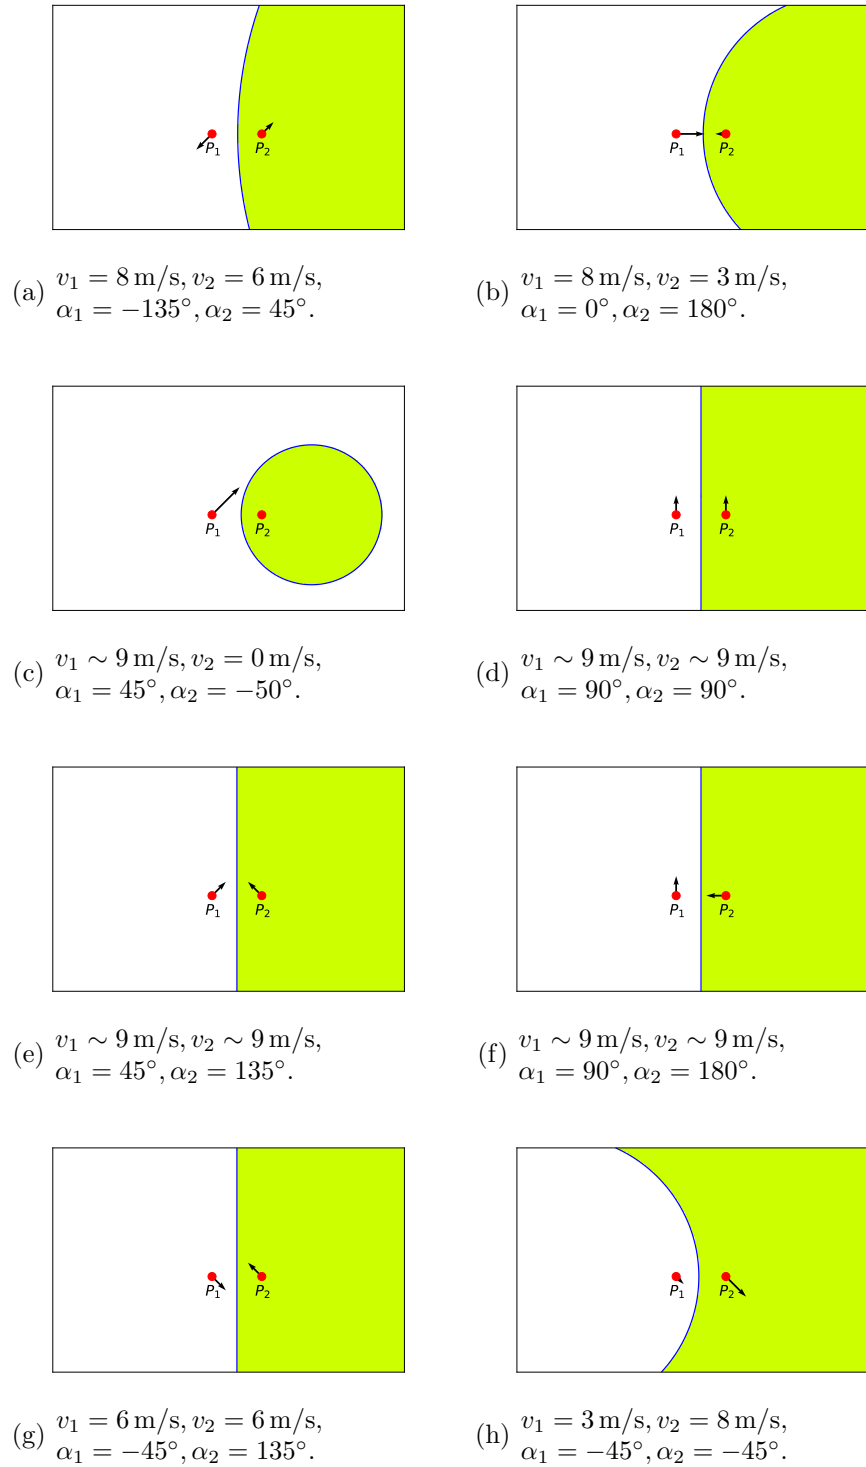 P₁ P₂
P₁ P₂
(a) v₁ = 8 m/s, v₂ = 6 m/s,
α₁ = −135°, α₂ = 45°.
(b) v₁ = 8 m/s, v₂ = 3 m/s,
α₁ = 0°, α₂ = 180°.
P₁ P₂
P₁ P₂
(c) v₁ ∼ 9 m/s, v₂ = 0 m/s,
α₁ = 45°, α₂ = −50°.
(d) v₁ ∼ 9 m/s, v₂ ∼ 9 m/s,
α₁ = 90°, α₂ = 90°.
P₁ P₂
P₁ P₂
(e) v₁ ∼ 9 m/s, v₂ ∼ 9 m/s,
α₁ = 45°, α₂ = 135°.
(f) v₁ ∼ 9 m/s, v₂ ∼ 9 m/s,
α₁ = 90°, α₂ = 180°.
P₁ P₂
P₁ P₂
(g) v₁ = 6 m/s, v₂ = 6 m/s,
α₁ = −45°, α₂ = 135°.
(h) v₁ = 3 m/s, v₂ = 8 m/s,
α₁ = −45°, α₂ = −45°.